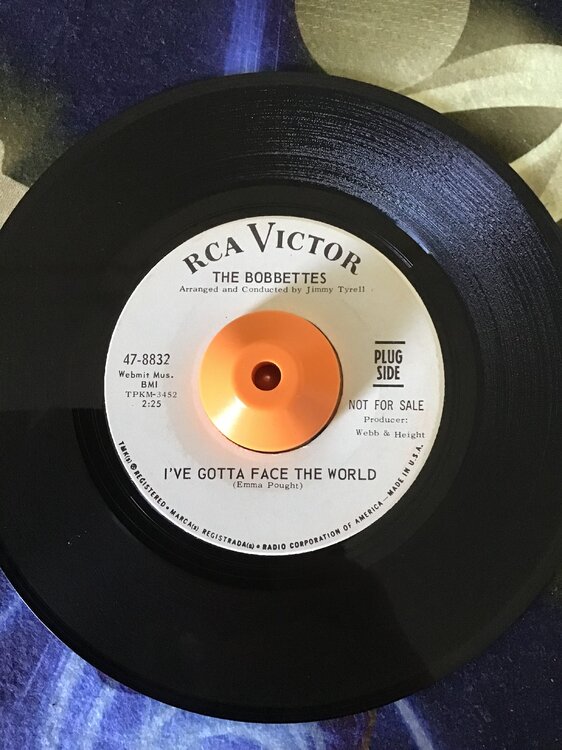 RCA VICTOR
THE BOBBETTES
Arranged and Conducted by Jimmy Tyrell
47-8832
Webmit Mus.
BMI
TPKM-3452
2:25
PLUG
SIDE
NOT FOR SALE
Producer:
Webb & Height
I'VE GOTTA FACE THE WORLD
(Emma Pought)
TMK(s) ® REGISTERED • MARCA(s) REGISTRADA(s) • RADIO CORPORATION OF AMERICA—MADE IN U.S.A.